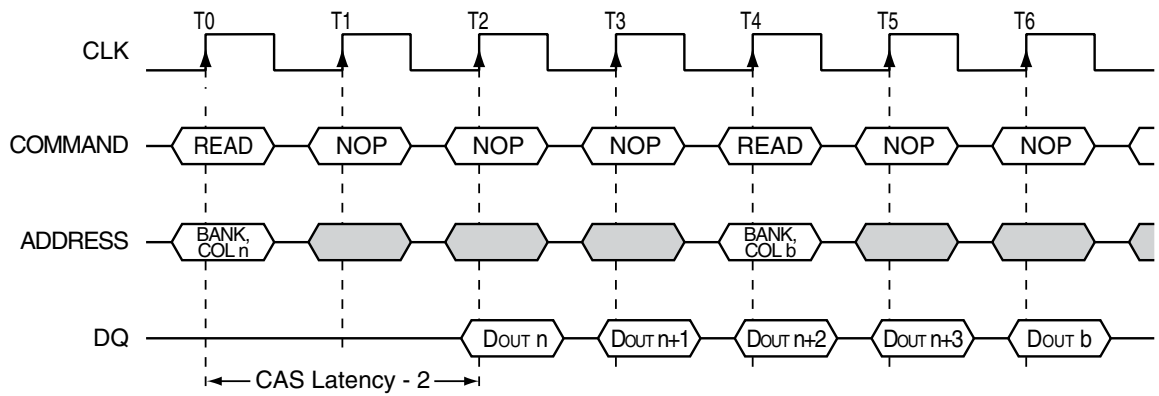 T0 T1 T2 T3 T4 T5 T6
CLK
COMMAND READ NOP NOP NOP READ NOP NOP
ADDRESS BANK, COL n BANK, COL b
DQ DOUT n DOUT n+1 DOUT n+2 DOUT n+3 DOUT b
CAS Latency - 2